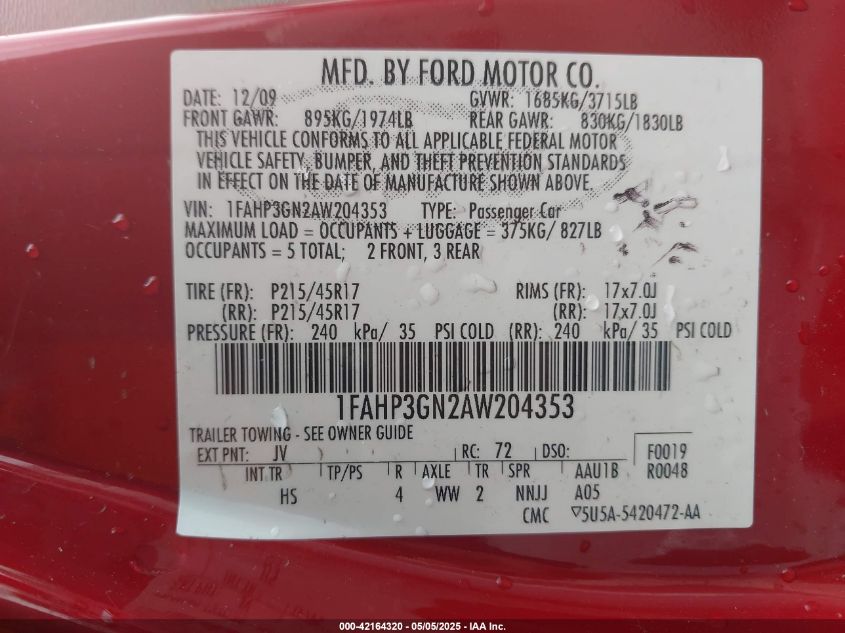 MFD. BY FORD MOTOR CO.
DATE: 12/09 GVWR: 1685KG/3715LB
FRONT GAWR: 895KG/1974LB REAR GAWR: 830KG/1830LB
THIS VEHICLE CONFORMS TO ALL APPLICABLE FEDERAL MOTOR
VEHICLE SAFETY, BUMPER, AND THEFT PREVENTION STANDARDS
IN EFFECT ON THE DATE OF MANUFACTURE SHOWN ABOVE.
VIN: 1FAHP3GN2AW204353 TYPE: Passenger Car
MAXIMUM LOAD = OCCUPANTS + LUGGAGE = 375KG/ 827LB
OCCUPANTS = 5 TOTAL; 2 FRONT, 3 REAR
TIRE (FR): P215/45R17 RIMS (FR): 17x7.0J
(RR): P215/45R17 (RR): 17x7.0J
PRESSURE (FR): 240 kPa/ 35 PSI COLD (RR): 240 kPa/ 35 PSI COLD
1FAHP3GN2AW204353
TRAILER TOWING - SEE OWNER GUIDE
EXT PNT: JV RC: 72 DSO: F0019
INT TR TP/PS R AXLE TR SPR AAU1B R0048
HS 4 WW 2 NNJJ A05
CMC ▽5U5A-5420472-AA
000-42164320 - 05/05/2025 - IAA Inc.